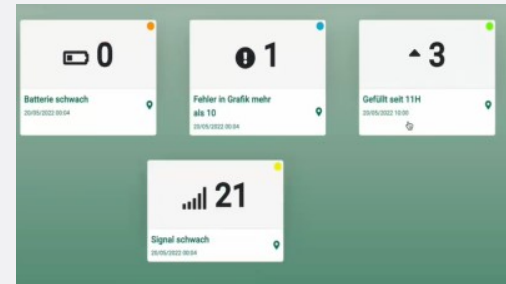 0
Batterie schwach
20/05/2022 00:04
1
Fehler in Grafik mehr
als 10
20/05/2022 00:04
3
Gefüllt seit 11H
20/05/2022 10:00
21
Signal schwach
20/05/2022 00:04